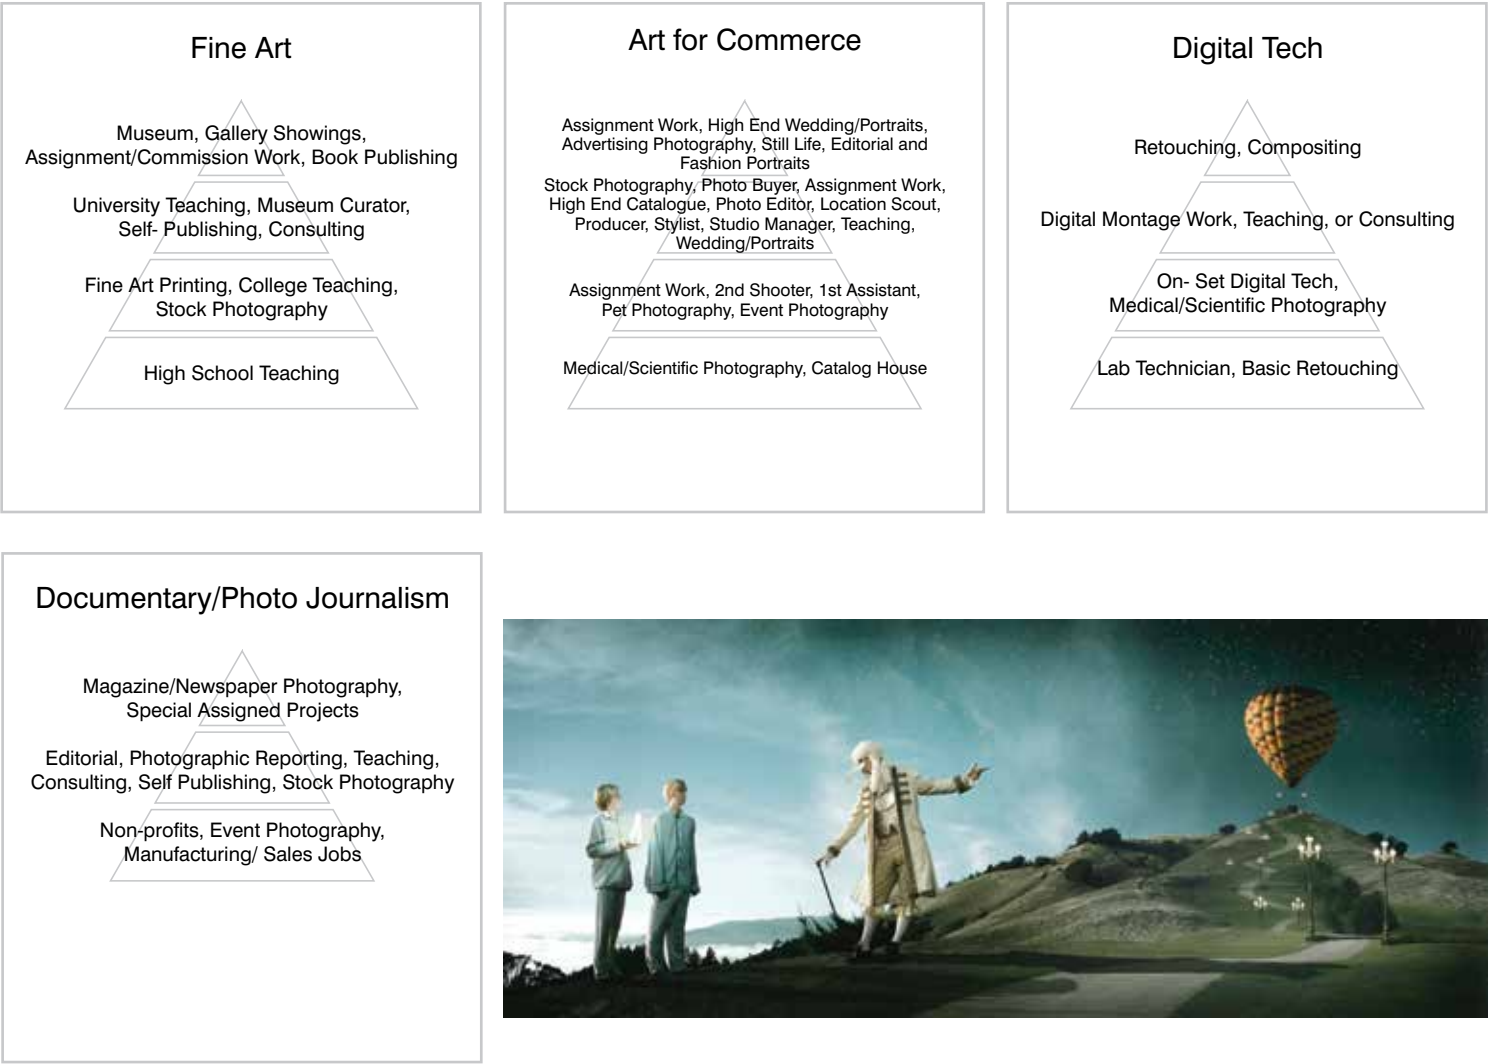 Fine Art
Museum, Gallery Showings,
Assignment/Commission Work, Book Publishing
University Teaching, Museum Curator,
Self- Publishing, Consulting
Fine Art Printing, College Teaching,
Stock Photography
High School Teaching
Art for Commerce
Assignment Work, High End Wedding/Portraits,
Advertising Photography, Still Life, Editorial and
Fashion Portraits
Stock Photography, Photo Buyer, Assignment Work,
High End Catalogue, Photo Editor, Location Scout,
Producer, Stylist, Studio Manager, Teaching,
Wedding/Portraits
Assignment Work, 2nd Shooter, 1st Assistant,
Pet Photography, Event Photography
Medical/Scientific Photography, Catalog House
Digital Tech
Retouching, Compositing
Digital Montage Work, Teaching, or Consulting
On- Set Digital Tech,
Medical/Scientific Photography
Lab Technician, Basic Retouching
Documentary/Photo Journalism
Magazine/Newspaper Photography,
Special Assigned Projects
Editorial, Photographic Reporting, Teaching,
Consulting, Self Publishing, Stock Photography
Non-profits, Event Photography,
Manufacturing/ Sales Jobs